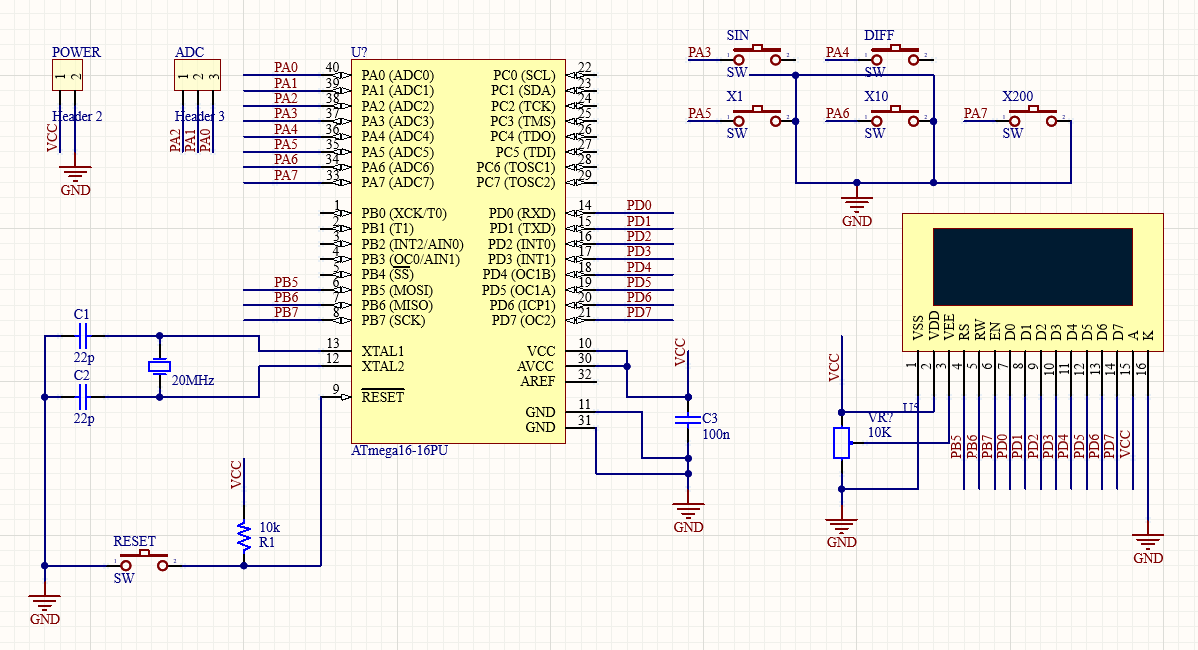 POWER
1
2
Header 2
VCC
GND
ADC
1
2
3
Header 3
PA2
PA1
PA0
U?
PA0 40 PA0 (ADC0)
PA1 39 PA1 (ADC1)
PA2 38 PA2 (ADC2)
PA3 37 PA3 (ADC3)
PA4 36 PA4 (ADC4)
PA5 35 PA5 (ADC5)
PA6 34 PA6 (ADC6)
PA7 33 PA7 (ADC7)
1 PB0 (XCK/T0)
2 PB1 (T1)
3 PB2 (INT2/AIN0)
4 PB3 (OC0/AIN1)
5 PB4 (SS)
PB5 6 PB5 (MOSI)
PB6 7 PB6 (MISO)
PB7 8 PB7 (SCK)
13 XTAL1
12 XTAL2
9 RESET
PC0 (SCL) 22
PC1 (SDA) 23
PC2 (TCK) 24
PC3 (TMS) 25
PC4 (TDO) 26
PC5 (TDI) 27
PC6 (TOSC1) 28
PC7 (TOSC2) 29
PD0 (RXD) 14 PD0
PD1 (TXD) 15 PD1
PD2 (INT0) 16 PD2
PD3 (INT1) 17 PD3
PD4 (OC1B) 18 PD4
PD5 (OC1A) 19 PD5
PD6 (ICP1) 20 PD6
PD7 (OC2) 21 PD7
VCC 10
AVCC 30
AREF 32
GND 11
GND 31
ATmega16-16PU
C1
22p
C2
22p
20MHz
VCC
10k
R1
RESET
1 2
SW
GND
VCC
C3
100n
GND
SIN
PA3 1 2
SW
DIFF
PA4 1 2
SW
X1
PA5 1 2
SW
X10
PA6 1 2
SW
X200
PA7 1 2
SW
GND
VSS
VDD
VEE
RS
RW
EN
D0
D1
D2
D3
D4
D5
D6
D7
A
K
1
2
3
4
5
6
7
8
9
10
11
12
13
14
15
16
VCC
VR?
10K
PB5
PB6
PB7
PD0
PD1
PD2
PD3
PD4
PD5
PD6
PD7
VCC
GND
GND